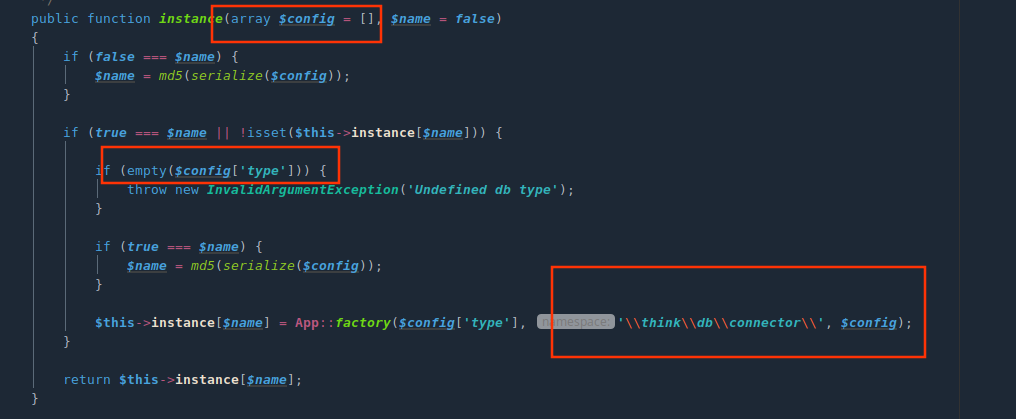 */
public function instance(array $config = [], $name = false)
{
if (false === $name) {
$name = md5(serialize($config));
}
if (true === $name || !isset($this->instance[$name])) {
if (empty($config['type'])) {
throw new InvalidArgumentException('Undefined db type');
}
if (true === $name) {
$name = md5(serialize($config));
}
$this->instance[$name] = App::factory($config['type'], namespace: '\\think\\db\\connector\\', $config);
}
return $this->instance[$name];
}